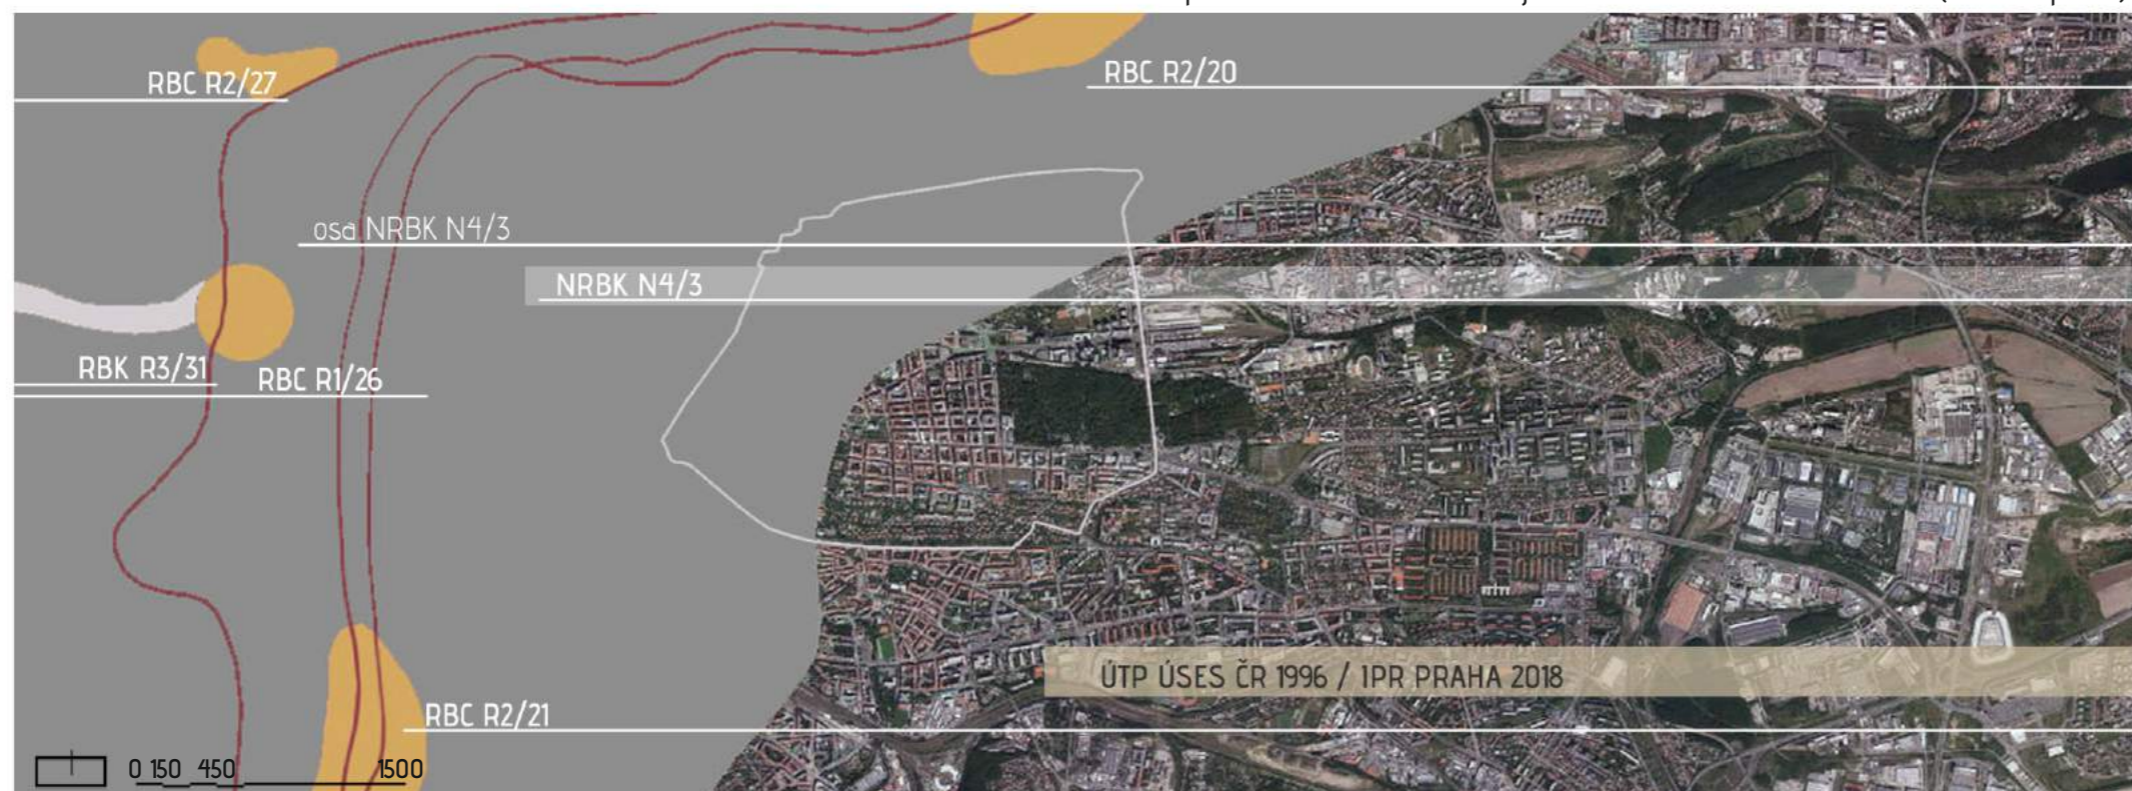 RBC R2/27
RBC R2/20
osa NRBK N4/3
NRBK N4/3
RBK R3/31
RBC R1/26
ÚTP ÚSES ČR 1996 / IPR PRAHA 2018
RBC R2/21
0 150 450 1500